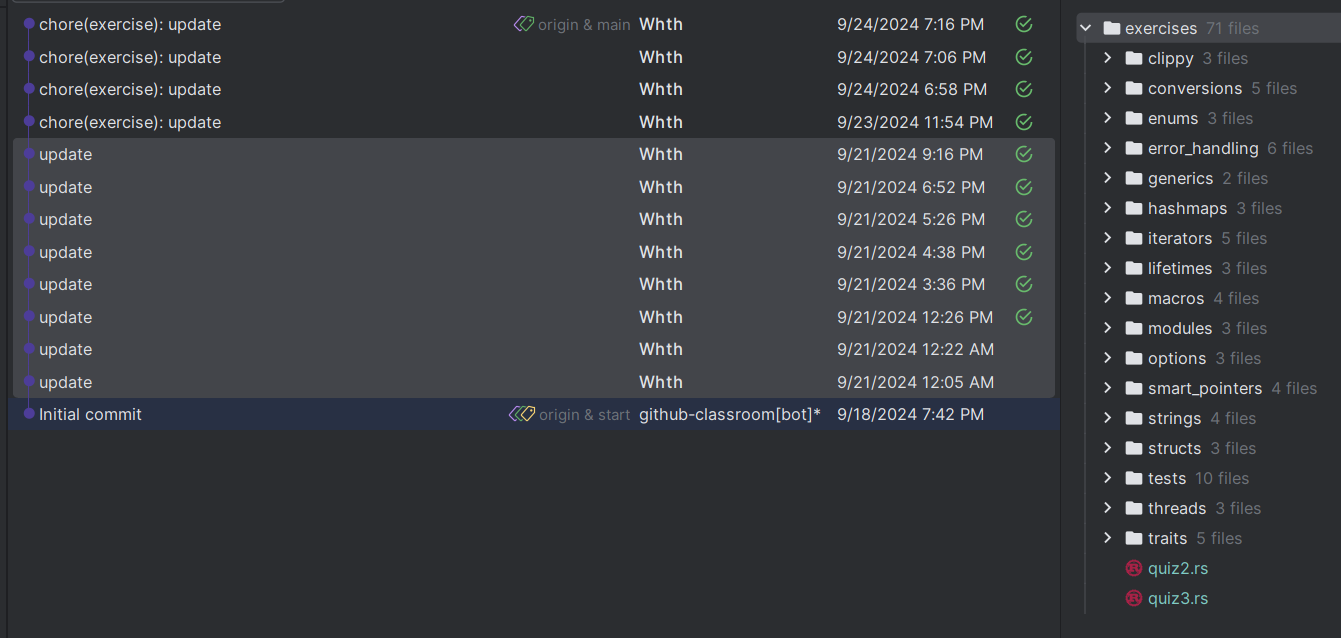 chore(exercise): update origin & main Whth 9/24/2024 7:16 PM
chore(exercise): update Whth 9/24/2024 7:06 PM
chore(exercise): update Whth 9/24/2024 6:58 PM
chore(exercise): update Whth 9/23/2024 11:54 PM
update Whth 9/21/2024 9:16 PM
update Whth 9/21/2024 6:52 PM
update Whth 9/21/2024 5:26 PM
update Whth 9/21/2024 4:38 PM
update Whth 9/21/2024 3:36 PM
update Whth 9/21/2024 12:26 PM
update Whth 9/21/2024 12:22 AM
update Whth 9/21/2024 12:05 AM
Initial commit origin & start github-classroom[bot]* 9/18/2024 7:42 PM
exercises 71 files
clippy 3 files
conversions 5 files
enums 3 files
error_handling 6 files
generics 2 files
hashmaps 3 files
iterators 5 files
lifetimes 3 files
macros 4 files
modules 3 files
options 3 files
smart_pointers 4 files
strings 4 files
structs 3 files
tests 10 files
threads 3 files
traits 5 files
quiz2.rs
quiz3.rs